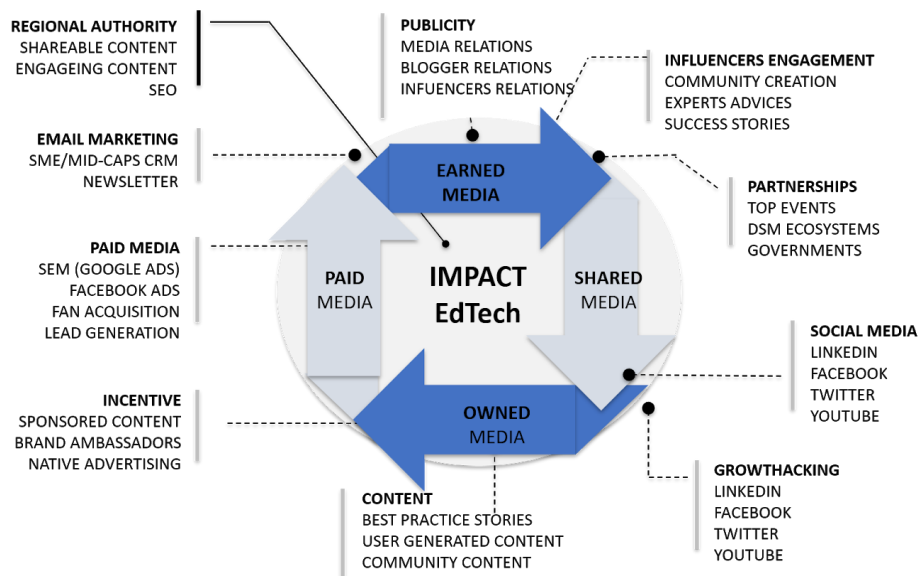 REGIONAL AUTHORITY
SHAREABLE CONTENT
ENGAGEING CONTENT
SEO
PUBLICITY
MEDIA RELATIONS
BLOGGER RELATIONS
INFUENCERS RELATIONS
INFLUENCERS ENGAGEMENT
COMMUNITY CREATION
EXPERTS ADVICES
SUCCESS STORIES
EMAIL MARKETING
SME/MID-CAPS CRM
NEWSLETTER
EARNED
MEDIA
PARTNERSHIPS
TOP EVENTS
DSM ECOSYSTEMS
GOVERNMENTS
PAID MEDIA
SEM (GOOGLE ADS)
FACEBOOK ADS
FAN ACQUISITION
LEAD GENERATION
PAID
MEDIA
IMPACT
EdTech
SHARED
MEDIA
SOCIAL MEDIA
LINKEDIN
FACEBOOK
TWITTER
YOUTUBE
INCENTIVE
SPONSORED CONTENT
BRAND AMBASSADORS
NATIVE ADVERTISING
OWNED
MEDIA
GROWTHACKING
LINKEDIN
FACEBOOK
TWITTER
YOUTUBE
CONTENT
BEST PRACTICE STORIES
USER GENERATED CONTENT
COMMUNITY CONTENT